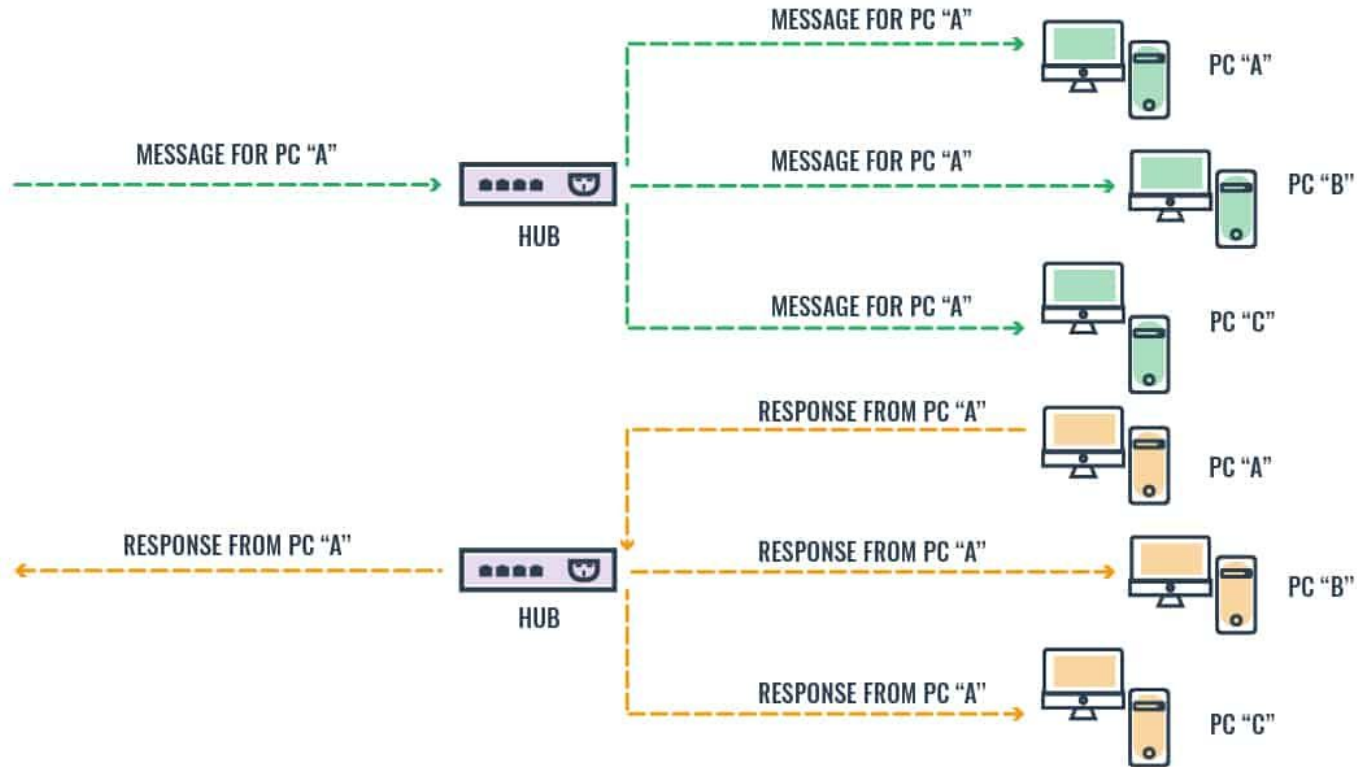 MESSAGE FOR PC “A”
PC “A”
MESSAGE FOR PC “A”
MESSAGE FOR PC “A”
PC “B”
HUB
MESSAGE FOR PC “A”
PC “C”
RESPONSE FROM PC “A”
PC “A”
RESPONSE FROM PC “A”
RESPONSE FROM PC “A”
PC “B”
HUB
RESPONSE FROM PC “A”
PC “C”